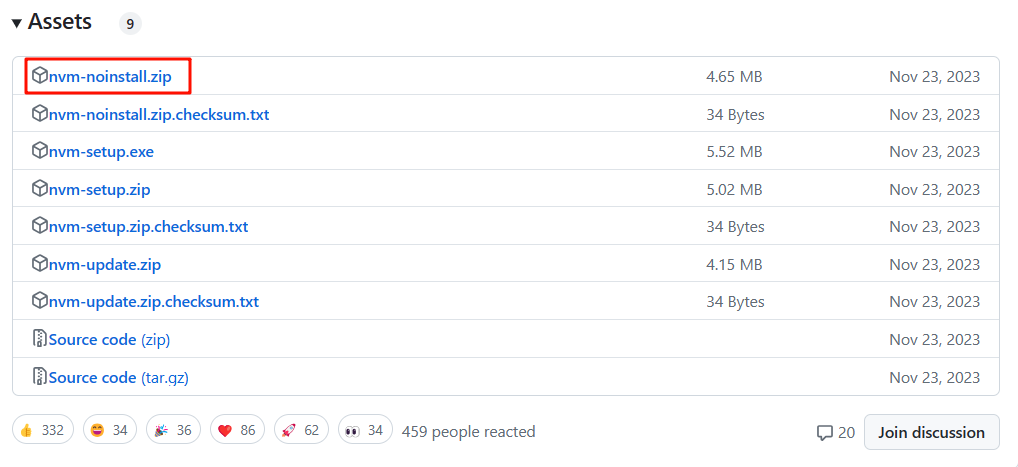 Assets 9
nvm-noinstall.zip 4.65 MB Nov 23, 2023
nvm-noinstall.zip.checksum.txt 34 Bytes Nov 23, 2023
nvm-setup.exe 5.52 MB Nov 23, 2023
nvm-setup.zip 5.02 MB Nov 23, 2023
nvm-setup.zip.checksum.txt 34 Bytes Nov 23, 2023
nvm-update.zip 4.15 MB Nov 23, 2023
nvm-update.zip.checksum.txt 34 Bytes Nov 23, 2023
Source code (zip) Nov 23, 2023
Source code (tar.gz) Nov 23, 2023
332 34 36 86 62 34 459 people reacted 20 Join discussion